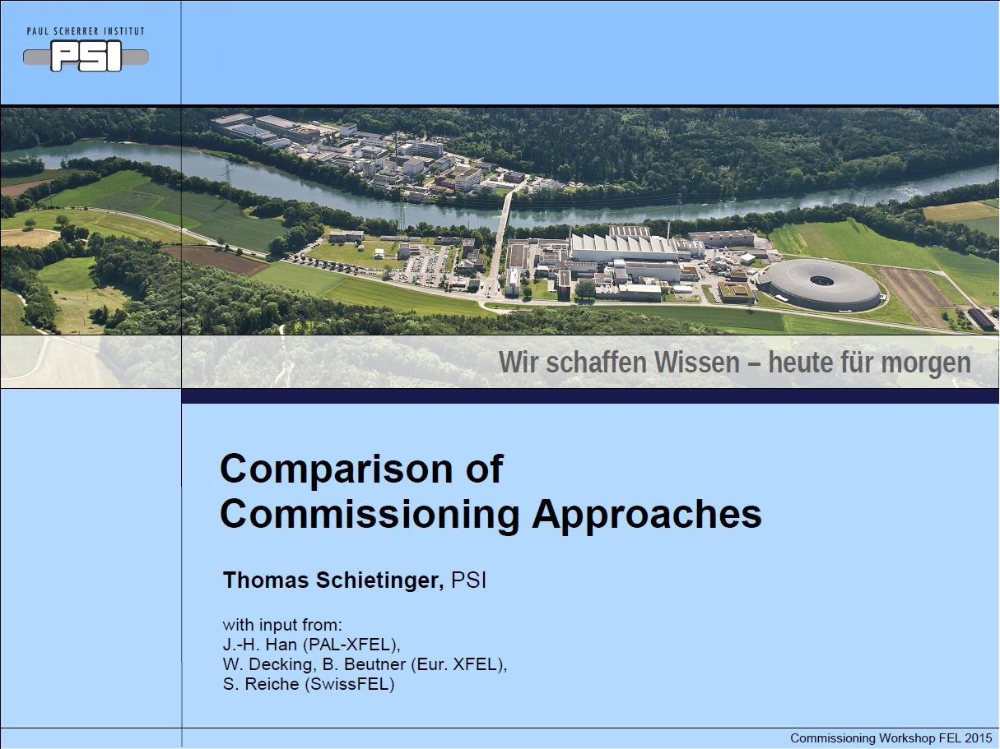 PAUL SCHERRER INSTITUT
PSI
Wir schaffen Wissen – heute für morgen
Comparison of
Commissioning Approaches
Thomas Schietinger, PSI
with input from:
J.-H. Han (PAL-XFEL),
W. Decking, B. Beutner (Eur. XFEL),
S. Reiche (SwissFEL)
Commissioning Workshop FEL 2015